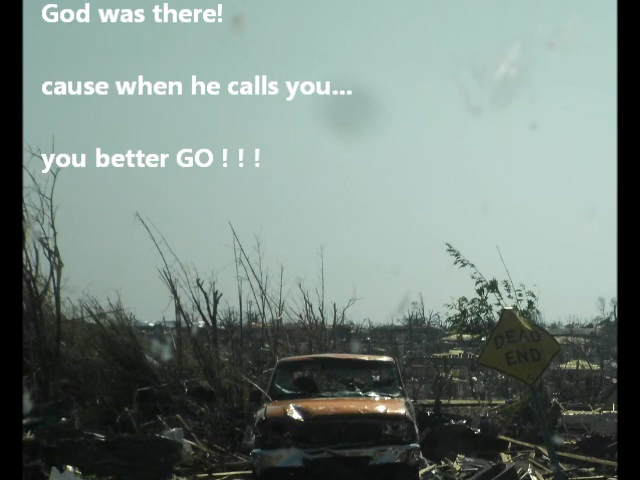 God was there!
cause when he calls you...
you better GO ! ! !
DEAD
END